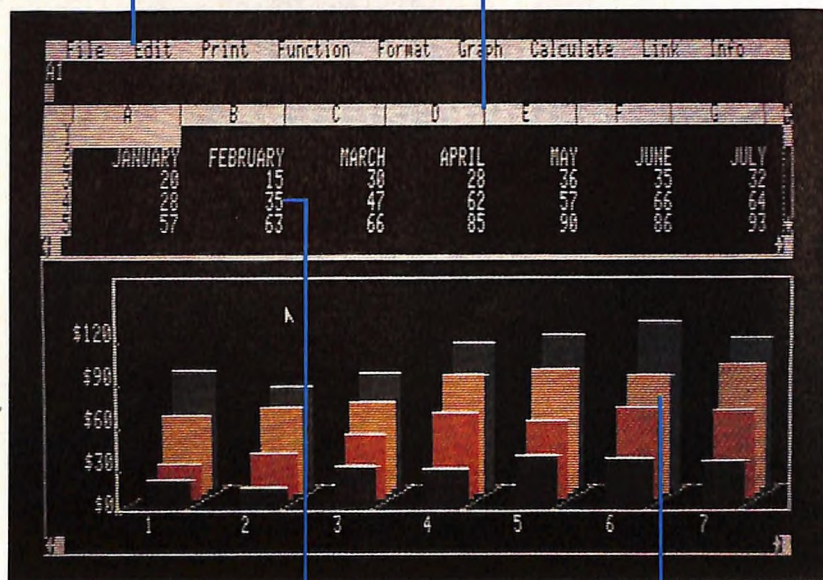 File Edit Print Function Format Graph Calculate Link Info
A1
A B C D E F G
JANUARY FEBRUARY MARCH APRIL MAY JUNE JULY
20 15 30 28 36 35 32
28 35 47 62 57 66 64
57 63 66 85 90 86 93
$120
$90
$60
$30
$0
1 2 3 4 5 6 7